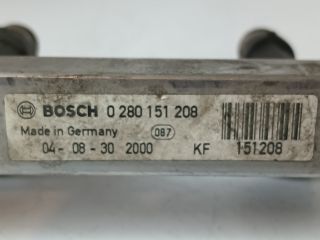 BOSCH 0 280 151 208
Made in Germany 087
04- 08- 30 2000 KF 151208